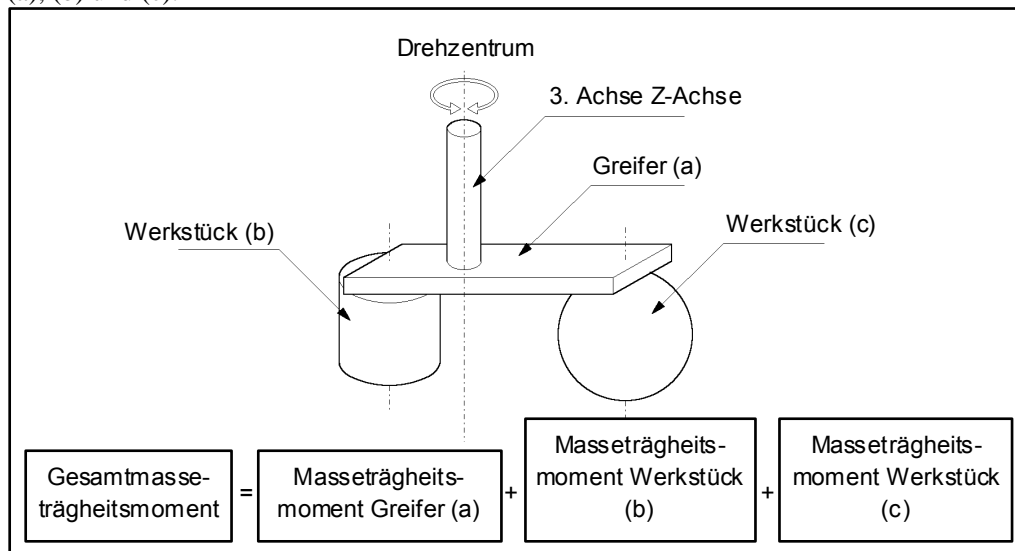 Drehzentrum
3. Achse Z-Achse
Greifer (a)
Werkstück (b)
Werkstück (c)
Gesamtmasse-
trägheitsmoment
=
Masseträgheits-
moment Greifer (a)
+
Masseträgheits-
moment Werkstück
(b)
+
Masseträgheits-
moment Werkstück
(c)